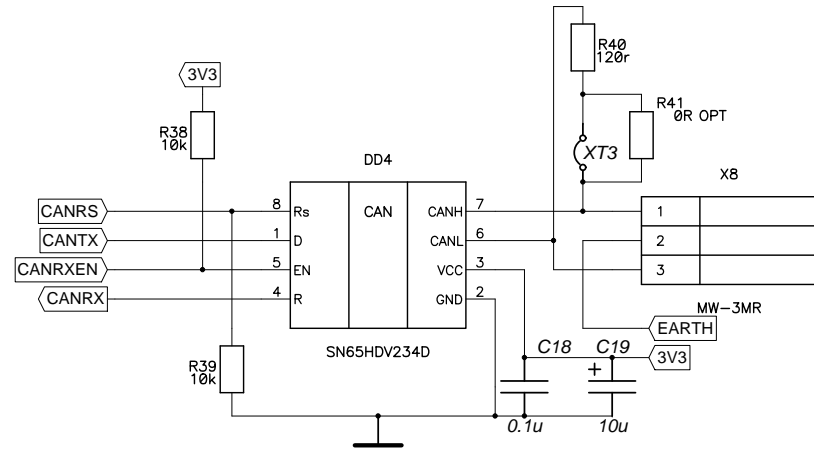 R40
120r
3V3
R41
0R OPT
R38
10k
XT3
DD4
X8
CANRS
8
Rs
CAN
CANH
7
1
CANTX
1
D
CANL
6
2
CANRXEN
5
EN
VCC
3
3
CANRX
4
R
GND
2
MW-3MR
EARTH
SN65HDV234D
C18
C19
3V3
R39
10k
+
0.1u
10u